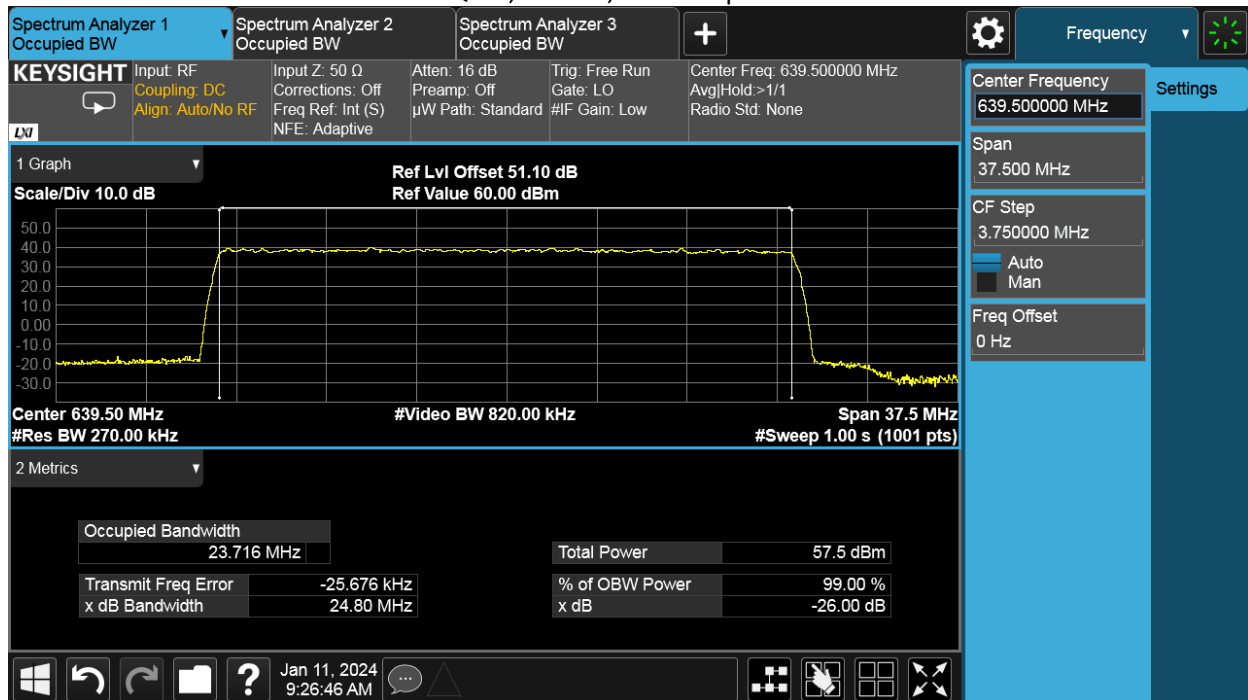 Spectrum Analyzer 1
Occupied BW
Spectrum Analyzer 2
Occupied BW
Spectrum Analyzer 3
Occupied BW
+
Frequency
KEYSIGHT
LXI
Input: RF
Coupling: DC
Align: Auto/No RF
Input Z: 50 Ω
Corrections: Off
Freq Ref: Int (S)
NFE: Adaptive
Atten: 16 dB
Preamp: Off
µW Path: Standard
Trig: Free Run
Gate: LO
#IF Gain: Low
Center Freq: 639.500000 MHz
Avg|Hold:>1/1
Radio Std: None
Center Frequency
639.500000 MHz
Settings
Span
37.500 MHz
CF Step
3.750000 MHz
Auto
Man
Freq Offset
0 Hz
1 Graph
Scale/Div 10.0 dB
Ref Lvl Offset 51.10 dB
Ref Value 60.00 dBm
50.0
40.0
30.0
20.0
10.0
0.00
-10.0
-20.0
-30.0
Center 639.50 MHz
#Res BW 270.00 kHz
#Video BW 820.00 kHz
Span 37.5 MHz
#Sweep 1.00 s (1001 pts)
2 Metrics
Occupied Bandwidth
23.716 MHz
Total Power 57.5 dBm
Transmit Freq Error -25.676 kHz
% of OBW Power 99.00 %
x dB Bandwidth 24.80 MHz
x dB -26.00 dB
?
Jan 11, 2024
9:26:46 AM